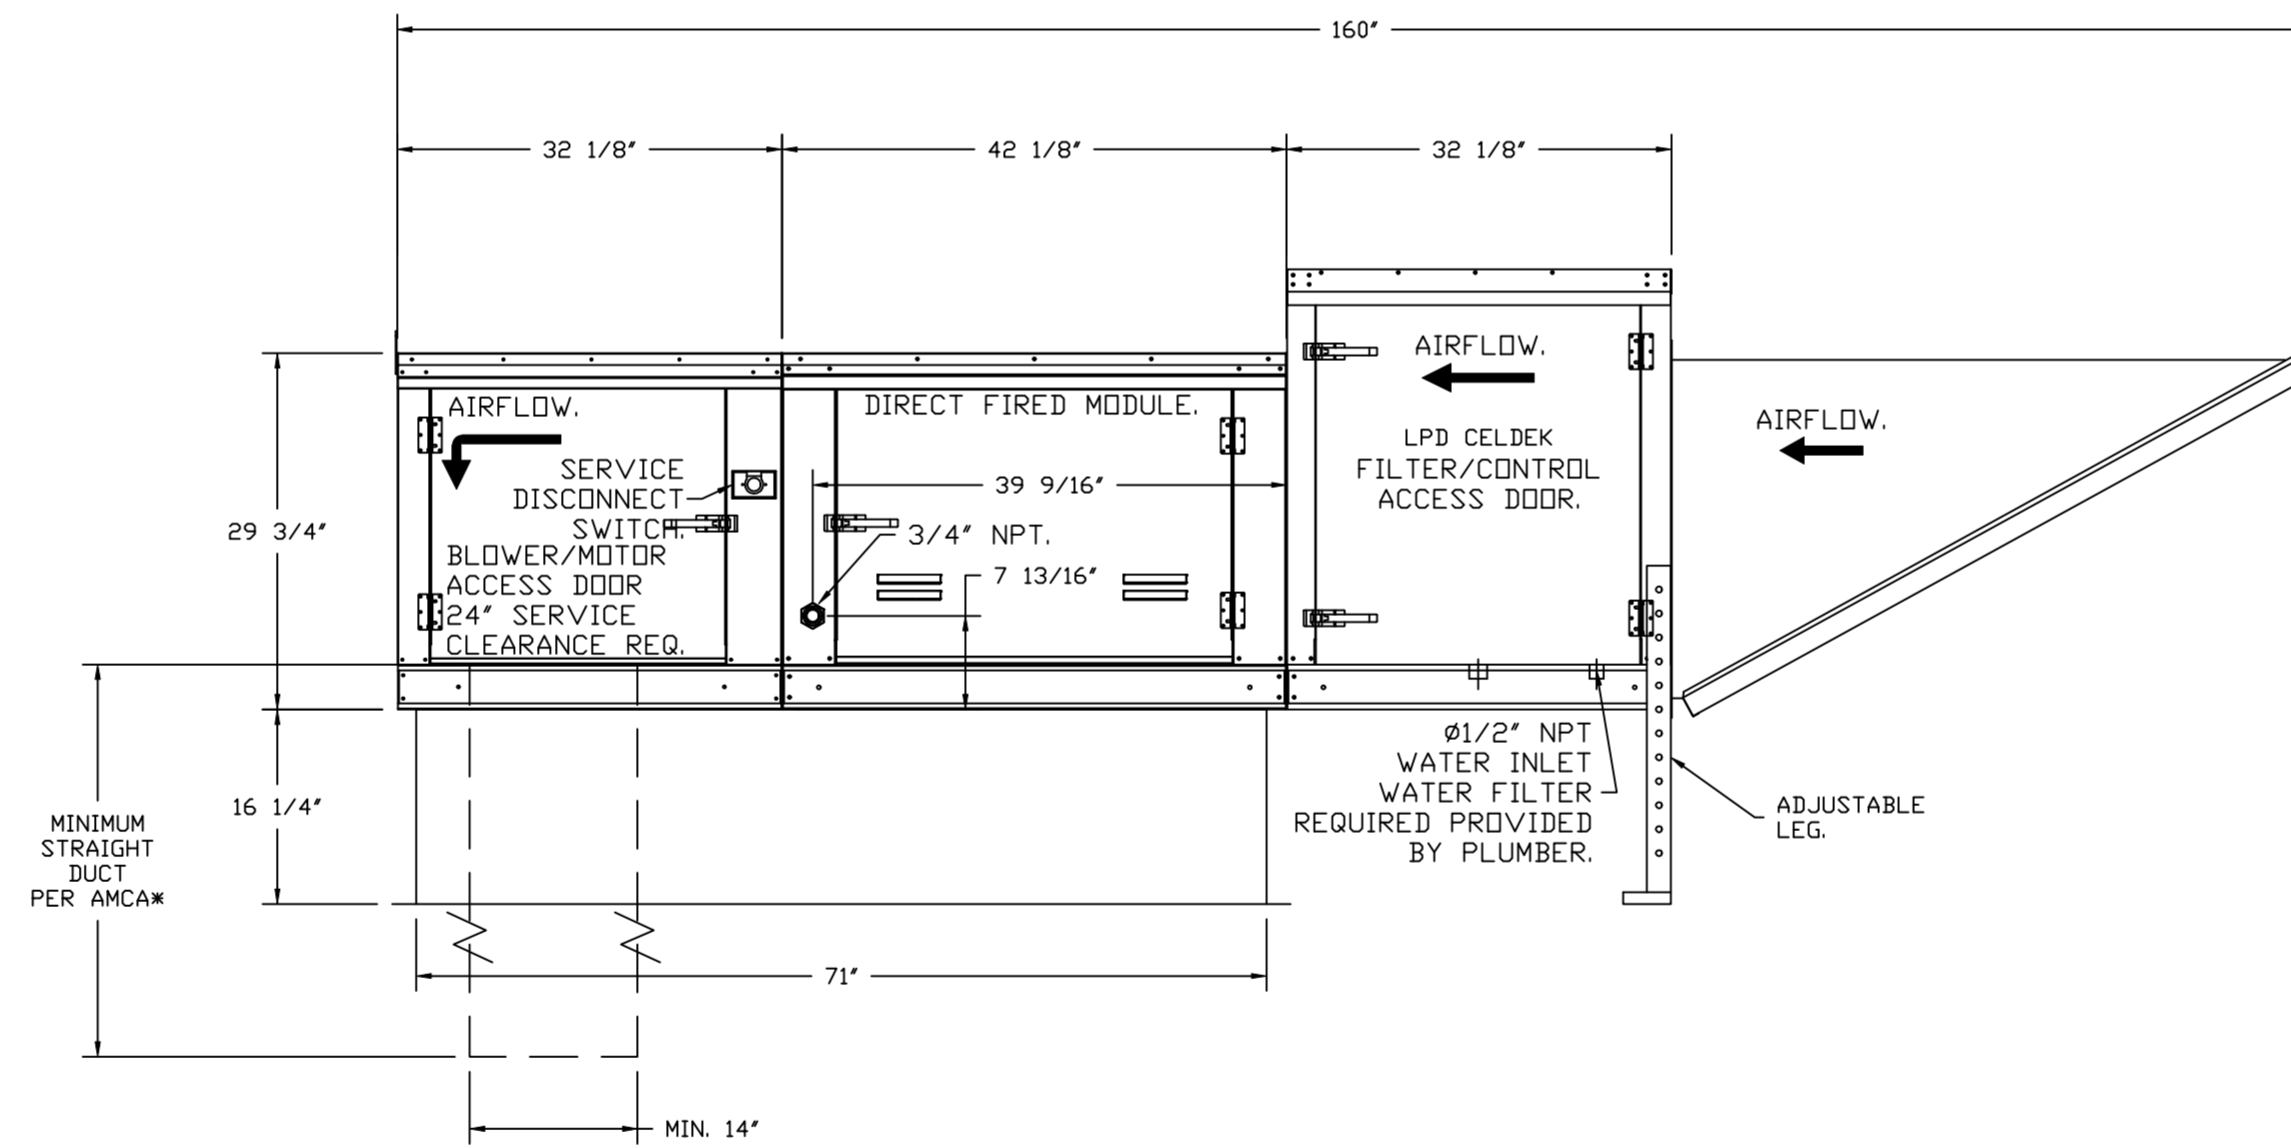 160"
32 1/8"
42 1/8"
32 1/8"
AIRFLOW.
DIRECT FIRED MODULE.
AIRFLOW.
AIRFLOW.
LPD CELDEK
FILTER/CONTROL
ACCESS DOOR.
SERVICE
DISCONNECT
SWITCH.
39 9/16"
3/4" NPT.
29 3/4"
BLOWER/MOTOR
ACCESS DOOR
24" SERVICE
CLEARANCE REQ.
7 13/16"
Ø1/2" NPT
WATER INLET
WATER FILTER
REQUIRED PROVIDED
BY PLUMBER.
ADJUSTABLE
LEG.
16 1/4"
MINIMUM
STRAIGHT
DUCT
PER AMCA*
71"
MIN. 14"